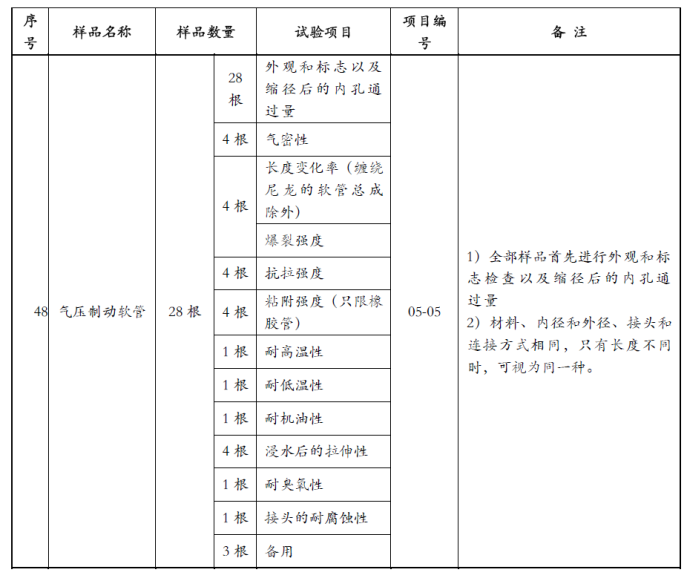 序号
样品名称
样品数量
试验项目
项目编号
备 注
48
气压制动软管
28 根
28
根
外观和标志以及
缩径后的内孔通
过量
4 根
气密性
4 根
长度变化率（缠绕
尼龙的软管总成
除外）
爆裂强度
4 根
抗拉强度
4 根
粘附强度（只限橡
胶管）
1 根
耐高温性
1 根
耐低温性
1 根
耐机油性
4 根
浸水后的拉伸性
1 根
耐臭氧性
1 根
接头的耐腐蚀性
3 根
备用
05-05
1）全部样品首先进行外观和标
志检查以及缩径后的内孔通
过量
2）材料、内径和外径、接头和
连接方式相同，只有长度不同
时，可视为同一种。